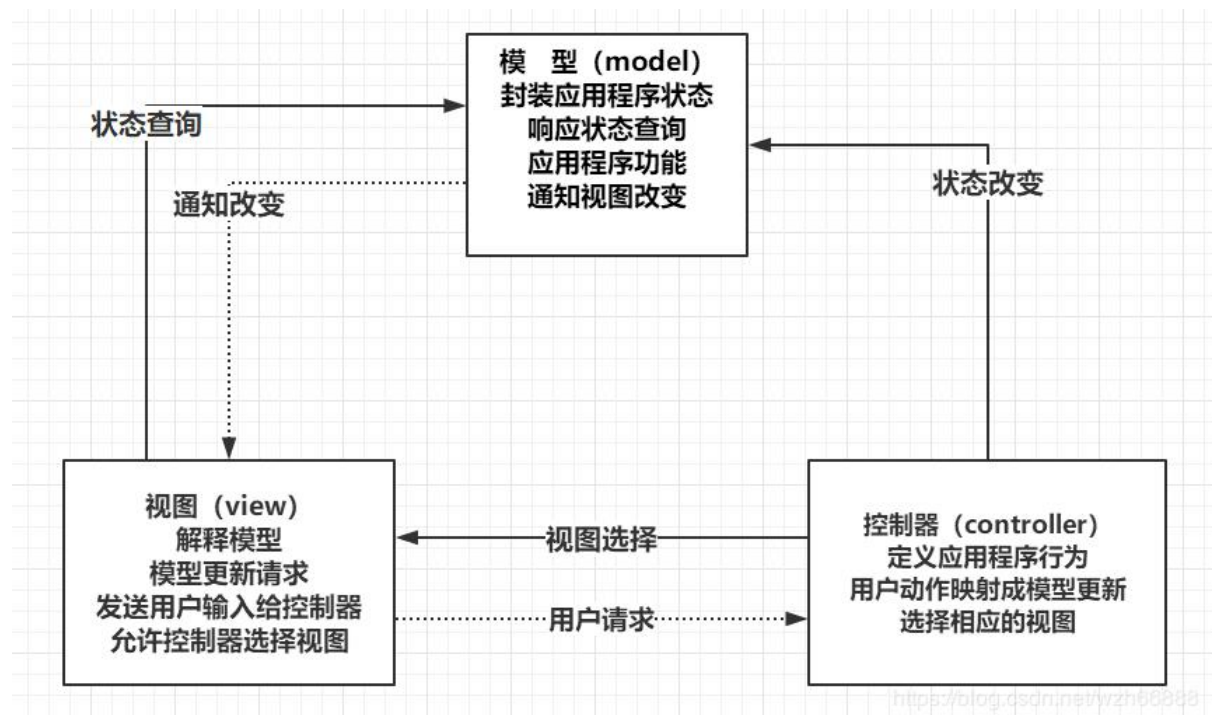 模　型（model）
封装应用程序状态
响应状态查询
应用程序功能
通知视图改变
状态查询
通知改变
状态改变
视图（view）
解释模型
模型更新请求
发送用户输入给控制器
允许控制器选择视图
视图选择
用户请求
控制器（controller）
定义应用程序行为
用户动作映射成模型更新
选择相应的视图
https://blog.csdn.net/wzh66888